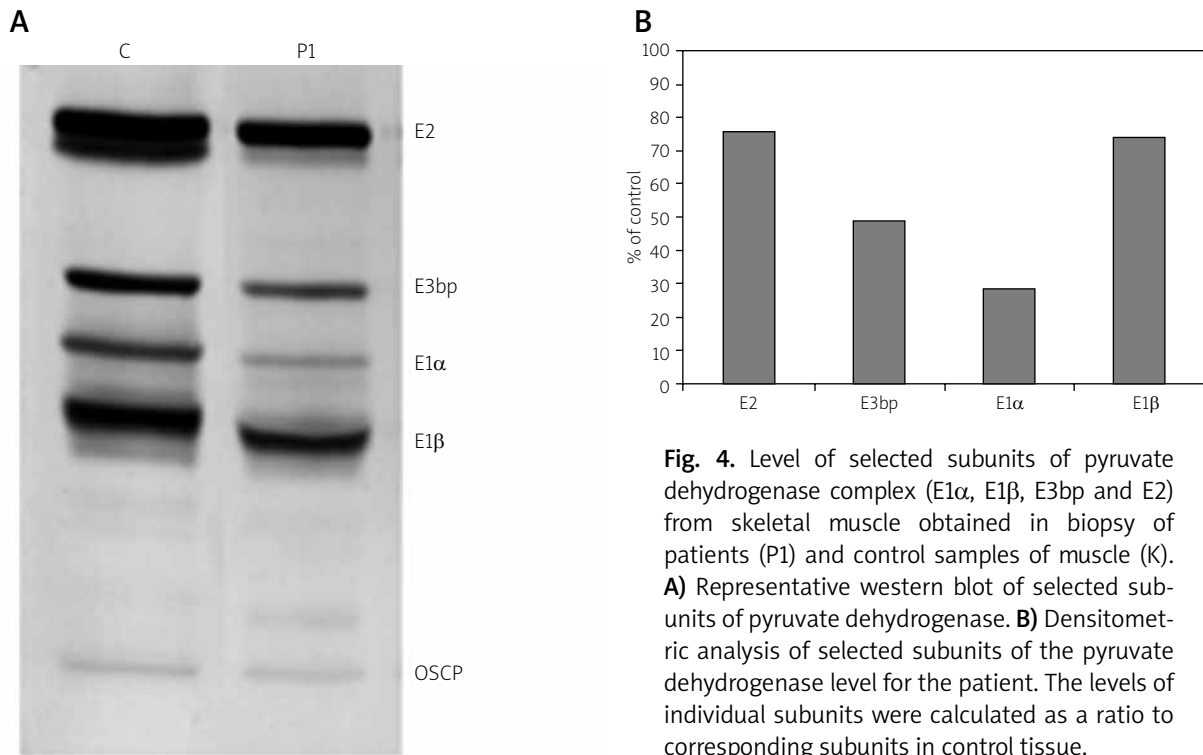 A
C P1
E2
E3bp
E1α
E1β
OSCP
B
100
90
80
70
60
50
40
30
20
10
0
% of control
E2 E3bp E1α E1β
Fig. 4. Level of selected subunits of pyruvate
dehydrogenase complex (E1α, E1β, E3bp and E2)
from skeletal muscle obtained in biopsy of
patients (P1) and control samples of muscle (K).
A) Representative western blot of selected sub-
units of pyruvate dehydrogenase. B) Densitomet-
ric analysis of selected subunits of the pyruvate
dehydrogenase level for the patient. The levels of
individual subunits were calculated as a ratio to
corresponding subunits in control tissue.